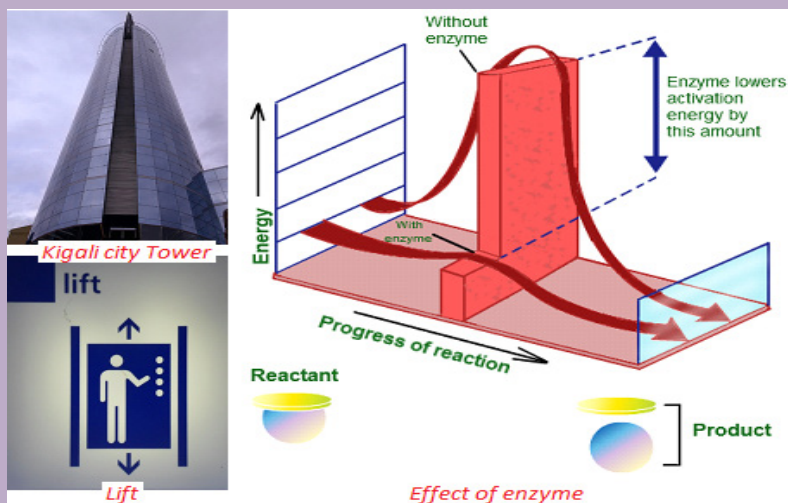 Kigali city Tower
lift
Lift
Without
enzyme
Enzyme lowers
activation
energy by
this amount
Energy
With
enzyme
Progress of reaction
Reactant
Product
Effect of enzyme